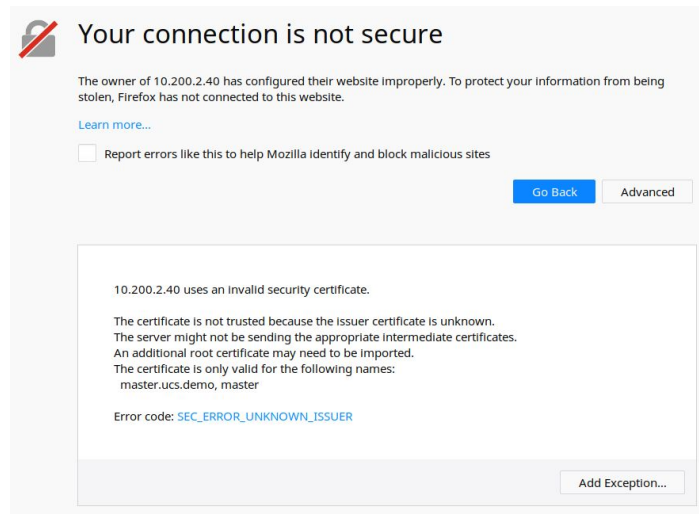 Your connection is not secure
The owner of 10.200.2.40 has configured their website improperly. To protect your information from being
stolen, Firefox has not connected to this website.
Learn more...
Report errors like this to help Mozilla identify and block malicious sites
Go Back
Advanced
10.200.2.40 uses an invalid security certificate.
The certificate is not trusted because the issuer certificate is unknown.
The server might not be sending the appropriate intermediate certificates.
An additional root certificate may need to be imported.
The certificate is only valid for the following names:
master.ucs.demo, master
Error code: SEC_ERROR_UNKNOWN_ISSUER
Add Exception...